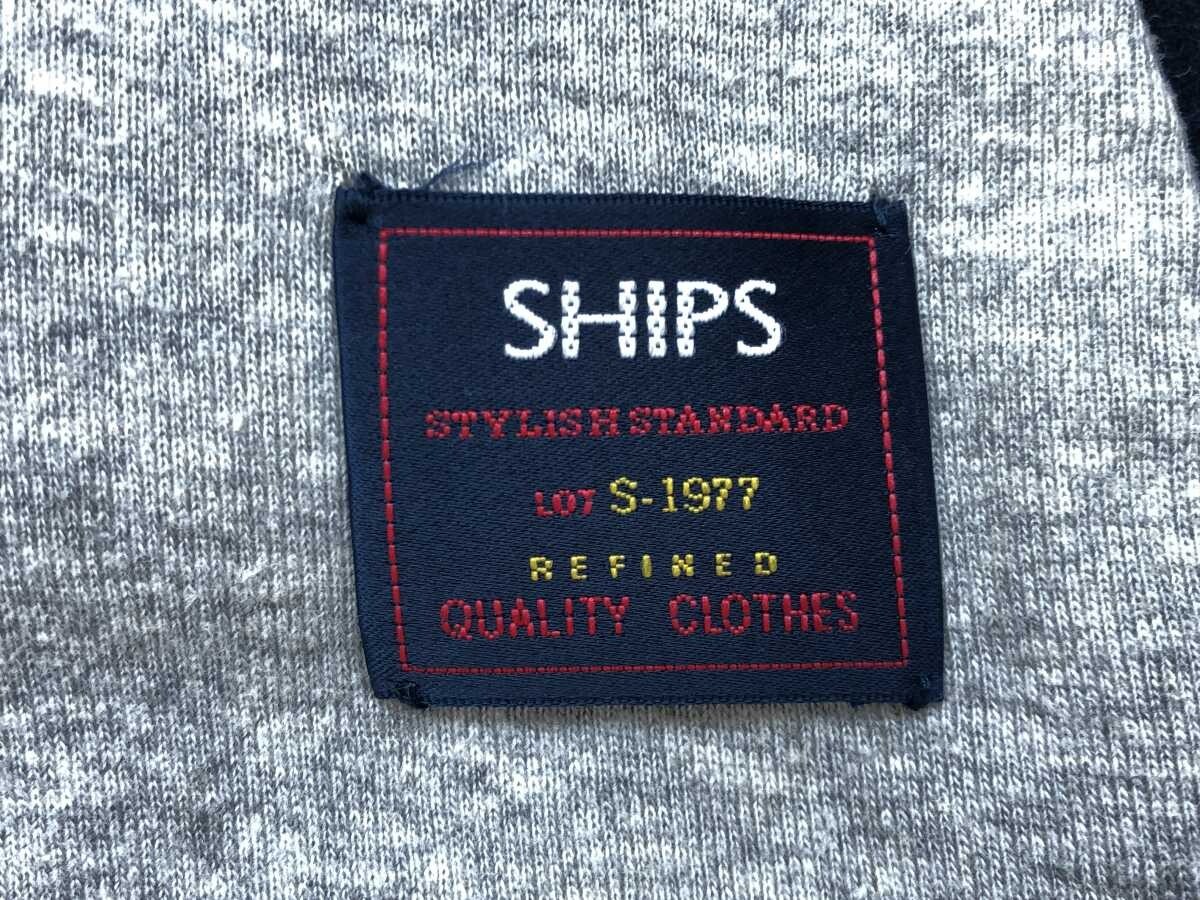 SHIPS
STYLISH STANDARD
LOT S-1977
REFINED
QUALITY CLOTHES